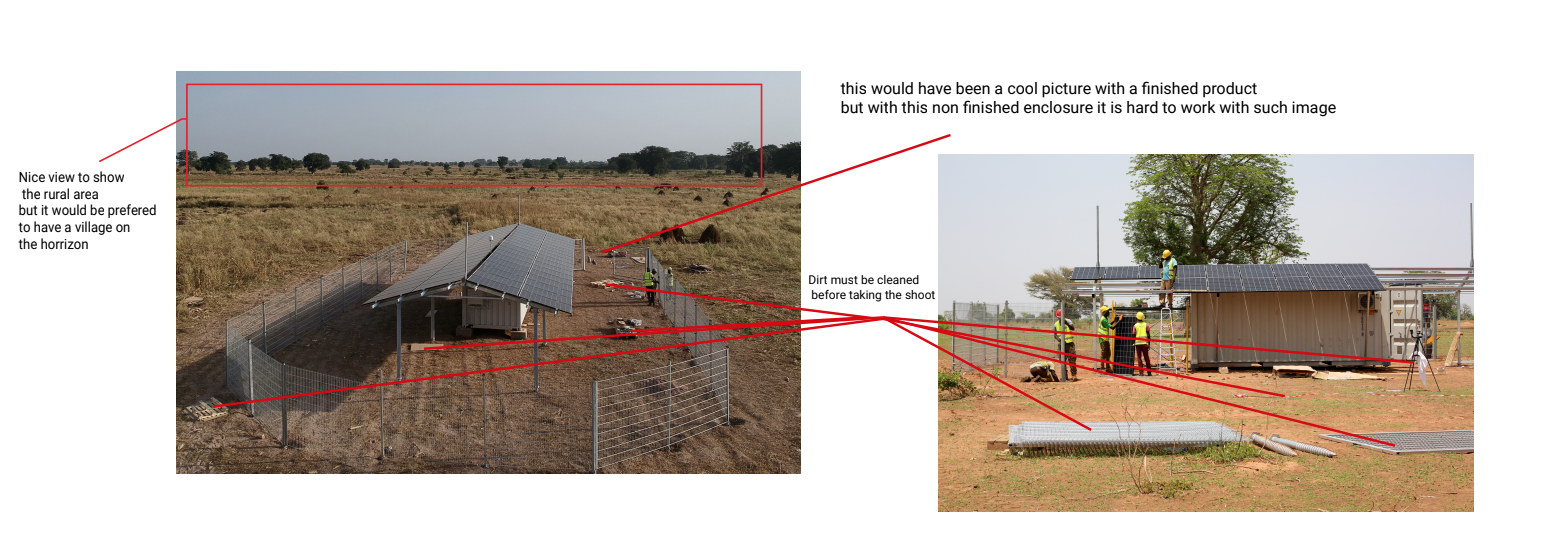 this would have been a cool picture with a finished product
but with this non finished enclosure it is hard to work with such image
Nice view to show
the rural area
but it would be prefered
to have a village on
the horrizon
Dirt must be cleaned
before taking the shoot